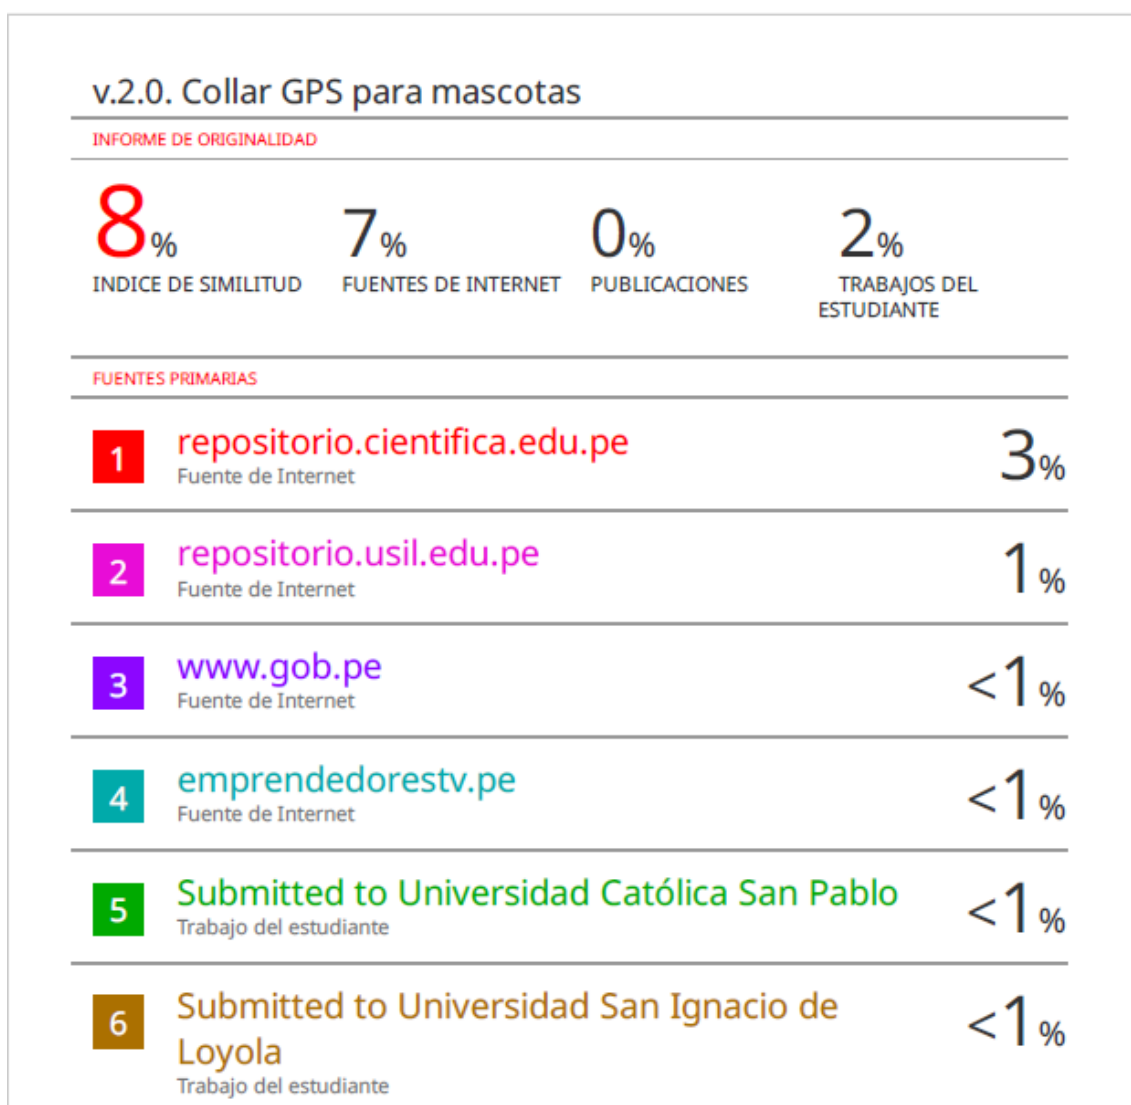 v.2.0. Collar GPS para mascotas
INFORME DE ORIGINALIDAD
8%
INDICE DE SIMILITUD
7%
FUENTES DE INTERNET
0%
PUBLICACIONES
2%
TRABAJOS DEL
ESTUDIANTE
FUENTES PRIMARIAS
1
repositorio.cientifica.edu.pe
Fuente de Internet
3%
2
repositorio.usil.edu.pe
Fuente de Internet
1%
3
www.gob.pe
Fuente de Internet
<1%
4
emprendedorestv.pe
Fuente de Internet
<1%
5
Submitted to Universidad Católica San Pablo
Trabajo del estudiante
<1%
6
Submitted to Universidad San Ignacio de
Loyola
Trabajo del estudiante
<1%